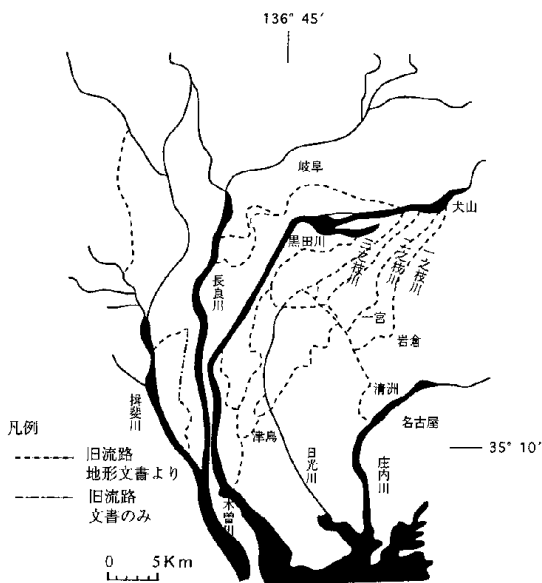 136° 45′
岐阜
犬山
黒田川
三之枝川
二之枝川
一之枝川
長良川
一宮
岩倉
清洲
揖斐川
名古屋
凡例
津島
日光川
庄内川
35° 10′
旧流路
地形文書より
旧流路
文書のみ
木曽川
0 5Km